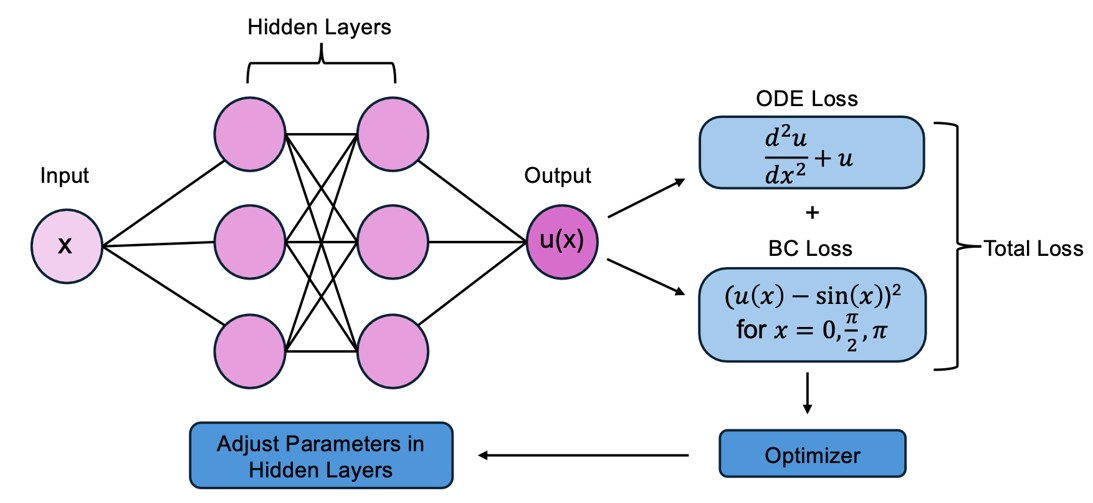 Hidden Layers
Input
x
Output
u(x)
ODE Loss
d²u
dx² + u
+
BC Loss
(u(x) − sin(x))²
for x = 0, π/2, π
Total Loss
Optimizer
Adjust Parameters in
Hidden Layers